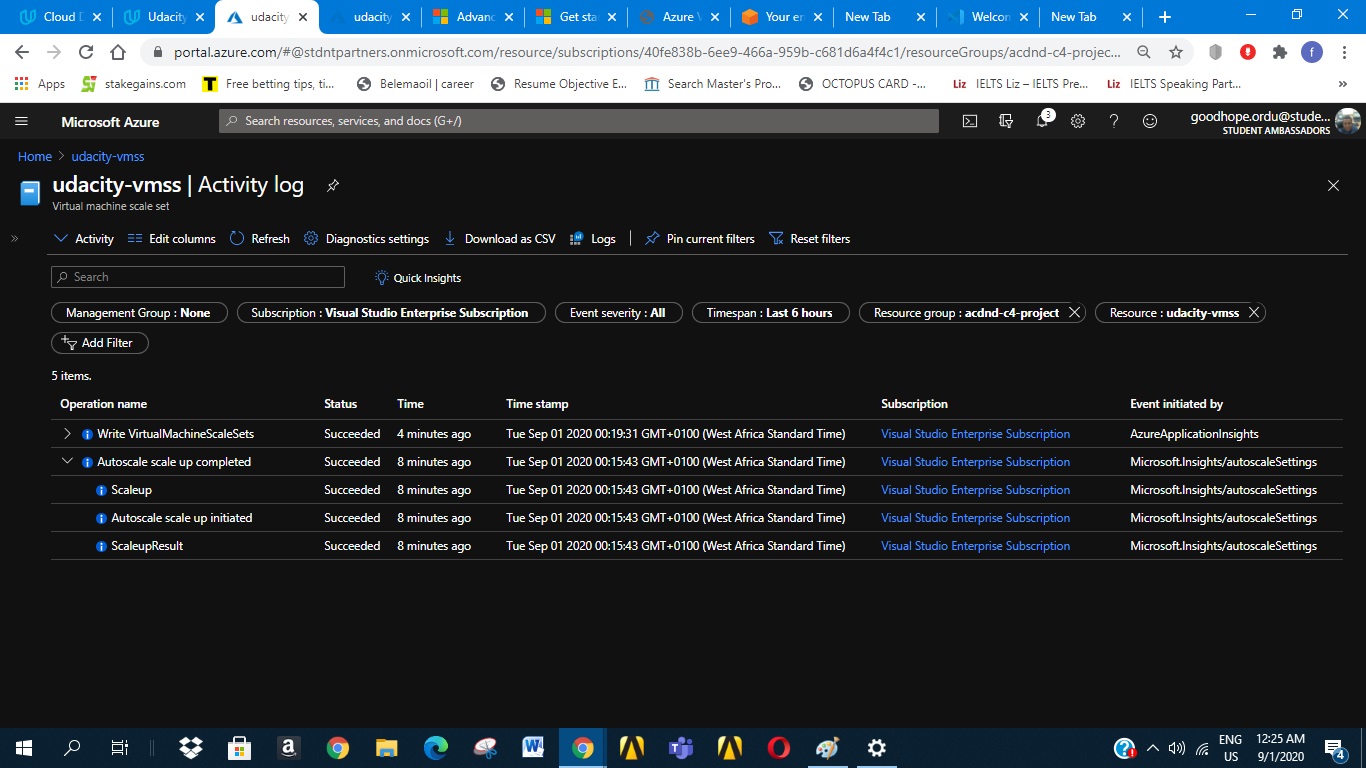 Cloud D
Udacity
udacity
udacity
Advanc
Get sta
Azure V
Your en
New Tab
Welcom
New Tab
portal.azure.com/#@stdntpartners.onmicrosoft.com/resource/subscriptions/40fe838b-6ee9-466a-959b-c681d6a4f4c1/resourceGroups/acdnd-c4-projec...
f
Apps
stakegains.com
Free betting tips, ti...
Belemaoil | career
Resume Objective E...
Search Master's Pro...
OCTOPUS CARD -...
Liz IELTS Liz – IELTS Pre...
Liz IELTS Speaking Part...
Microsoft Azure
Search resources, services, and docs (G+/)
3
goodhope.ordu@stude...
STUDENT AMBASSADORS
Home > udacity-vmss
udacity-vmss | Activity log
Virtual machine scale set
Activity
Edit columns
Refresh
Diagnostics settings
Download as CSV
Logs
Pin current filters
Reset filters
Search
Quick Insights
Management Group : None
Subscription : Visual Studio Enterprise Subscription
Event severity : All
Timespan : Last 6 hours
Resource group : acdnd-c4-project
Resource : udacity-vmss
Add Filter
5 items.
Operation name Status Time Time stamp Subscription Event initiated by
Write VirtualMachineScaleSets Succeeded 4 minutes ago Tue Sep 01 2020 00:19:31 GMT+0100 (West Africa Standard Time) Visual Studio Enterprise Subscription AzureApplicationInsights
Autoscale scale up completed Succeeded 8 minutes ago Tue Sep 01 2020 00:15:43 GMT+0100 (West Africa Standard Time) Visual Studio Enterprise Subscription Microsoft.Insights/autoscaleSettings
Scaleup Succeeded 8 minutes ago Tue Sep 01 2020 00:15:43 GMT+0100 (West Africa Standard Time) Visual Studio Enterprise Subscription Microsoft.Insights/autoscaleSettings
Autoscale scale up initiated Succeeded 8 minutes ago Tue Sep 01 2020 00:15:43 GMT+0100 (West Africa Standard Time) Visual Studio Enterprise Subscription Microsoft.Insights/autoscaleSettings
ScaleupResult Succeeded 8 minutes ago Tue Sep 01 2020 00:15:43 GMT+0100 (West Africa Standard Time) Visual Studio Enterprise Subscription Microsoft.Insights/autoscaleSettings
ENG
US
12:25 AM
9/1/2020
4